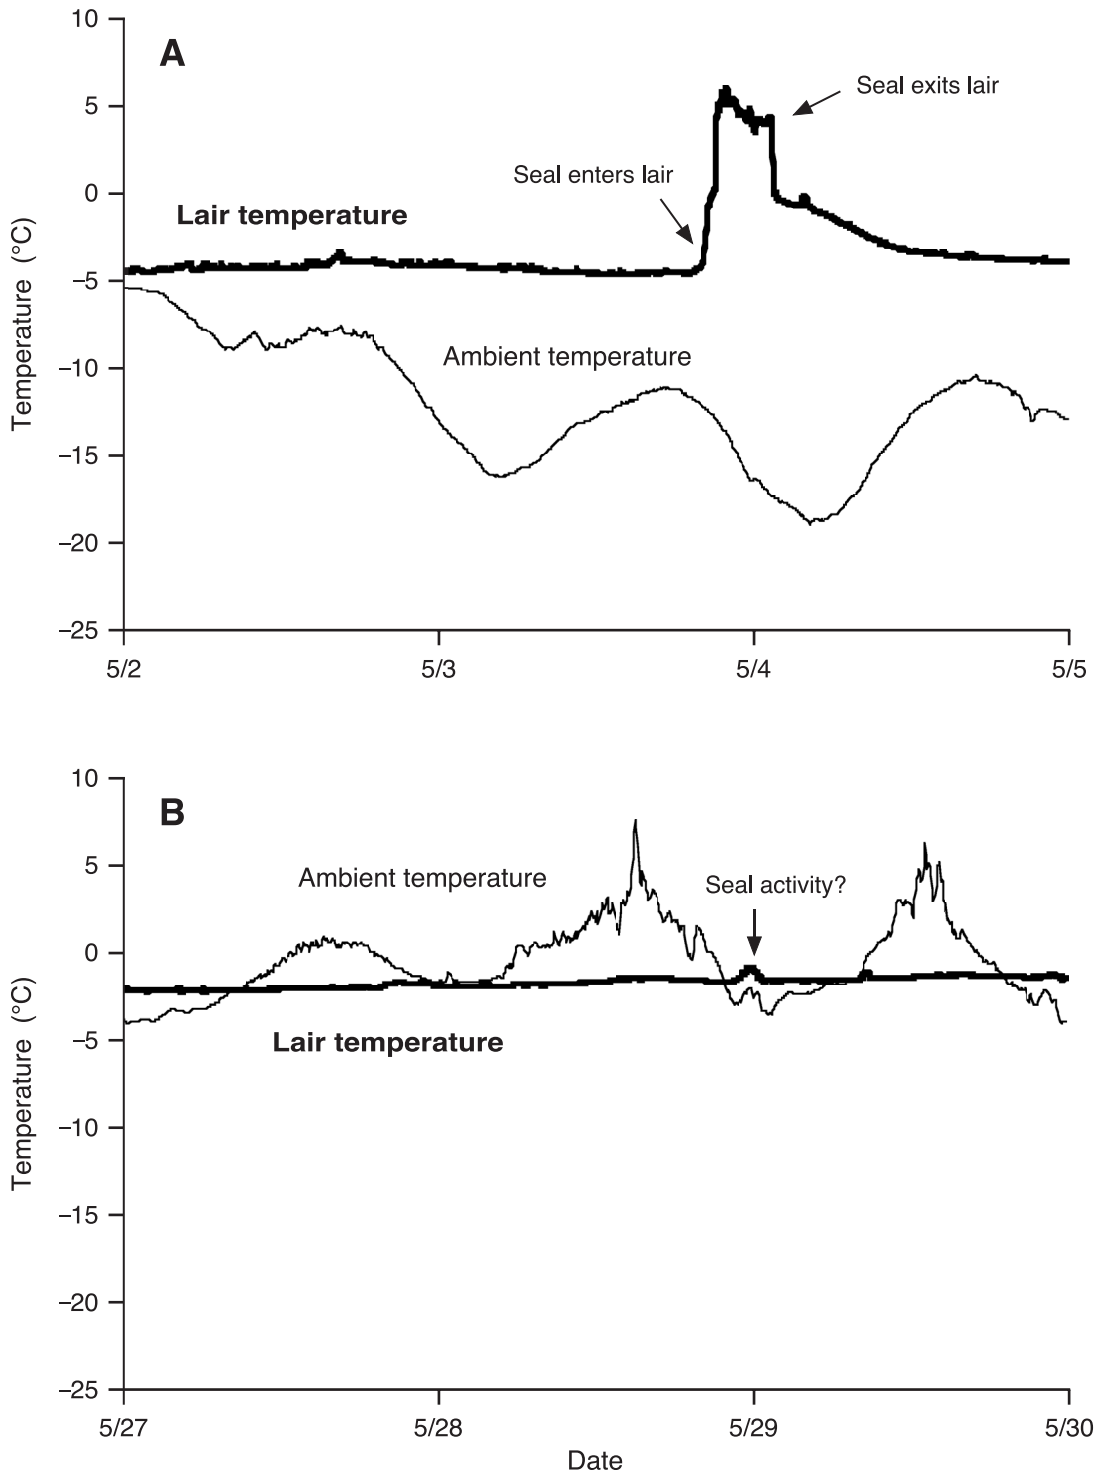 10
A
5
Seal exits lair
Seal enters lair
0
Lair temperature
–5
Ambient temperature
–10
–15
–20
–25
Temperature (°C)
5/2 5/3 5/4 5/5
10
B
5
Ambient temperature
Seal activity?
0
Lair temperature
–5
–10
–15
–20
–25
Temperature (°C)
5/27 5/28 5/29 5/30
Date